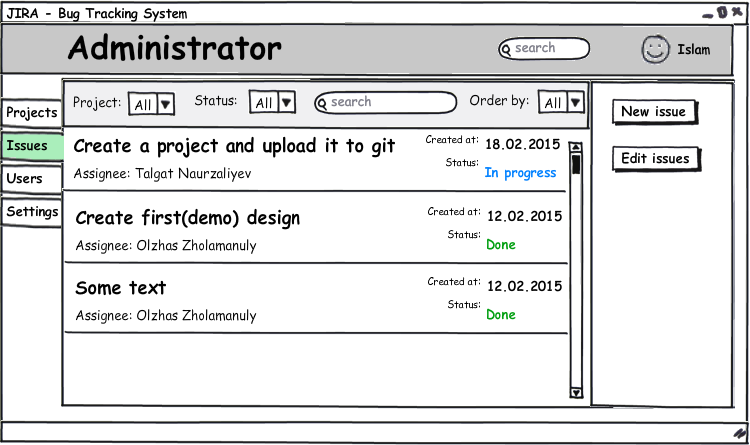 JIRA - Bug Tracking System
Administrator
search
Islam
Project: All
Status: All
search
Order by: All
Projects
Issues
Users
Settings
Create a project and upload it to git
Assignee: Talgat Naurzaliyev
Created at: 18.02.2015
Status: In progress
Create first(demo) design
Assignee: Olzhas Zholamanuly
Created at: 12.02.2015
Status: Done
Some text
Assignee: Olzhas Zholamanuly
Created at: 12.02.2015
Status: Done
New issue
Edit issues